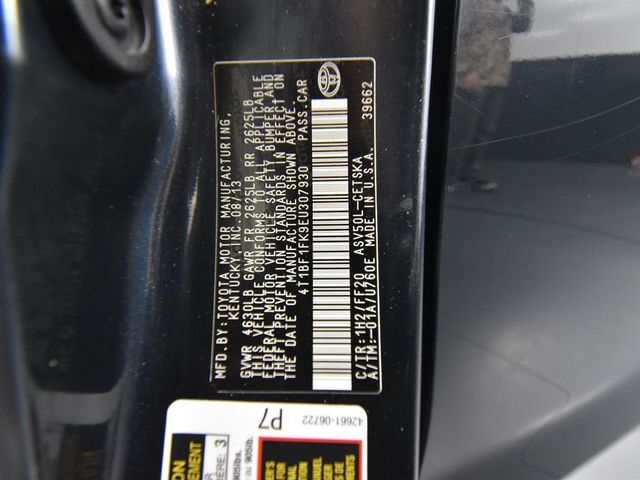 MFD.BY:TOYOTA MOTOR MANUFACTURING,
KENTUCKY,INC. 08/13
GVWR 4630LB GAWR FR 2625LB RR 2625LB
THIS VEHICLE CONFORMS TO ALL APPLICABLE
FEDERAL MOTOR VEHICLE SAFETY BUMPER,AND
THEFT PREVENTION STANDARDS IN EFFECT ON
THE DATE OF MANUFACTURE SHOWN ABOVE.
4T1BF1FK9EU307930 PASS.CAR
C/TR:1H2/FF20 ASV50L-CETSKA
A/TM:-01A/U760E MADE IN U.S.A. 39662
42661-06722
P7
3